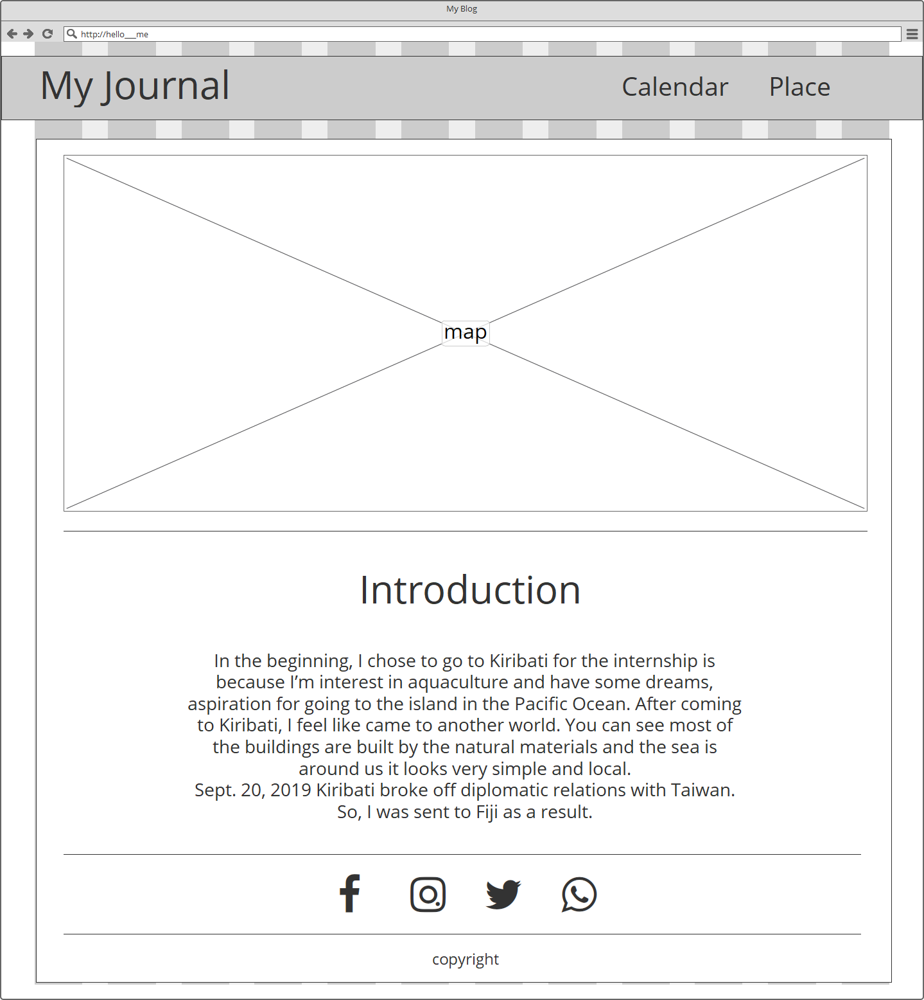 My Blog
http://hello___me
My Journal
Calendar
Place
map
Introduction
In the beginning, I chose to go to Kiribati for the internship is
because I’m interest in aquaculture and have some dreams,
aspiration for going to the island in the Pacific Ocean. After coming
to Kiribati, I feel like came to another world. You can see most of
the buildings are built by the natural materials and the sea is
around us it looks very simple and local.
Sept. 20, 2019 Kiribati broke off diplomatic relations with Taiwan.
So, I was sent to Fiji as a result.
copyright